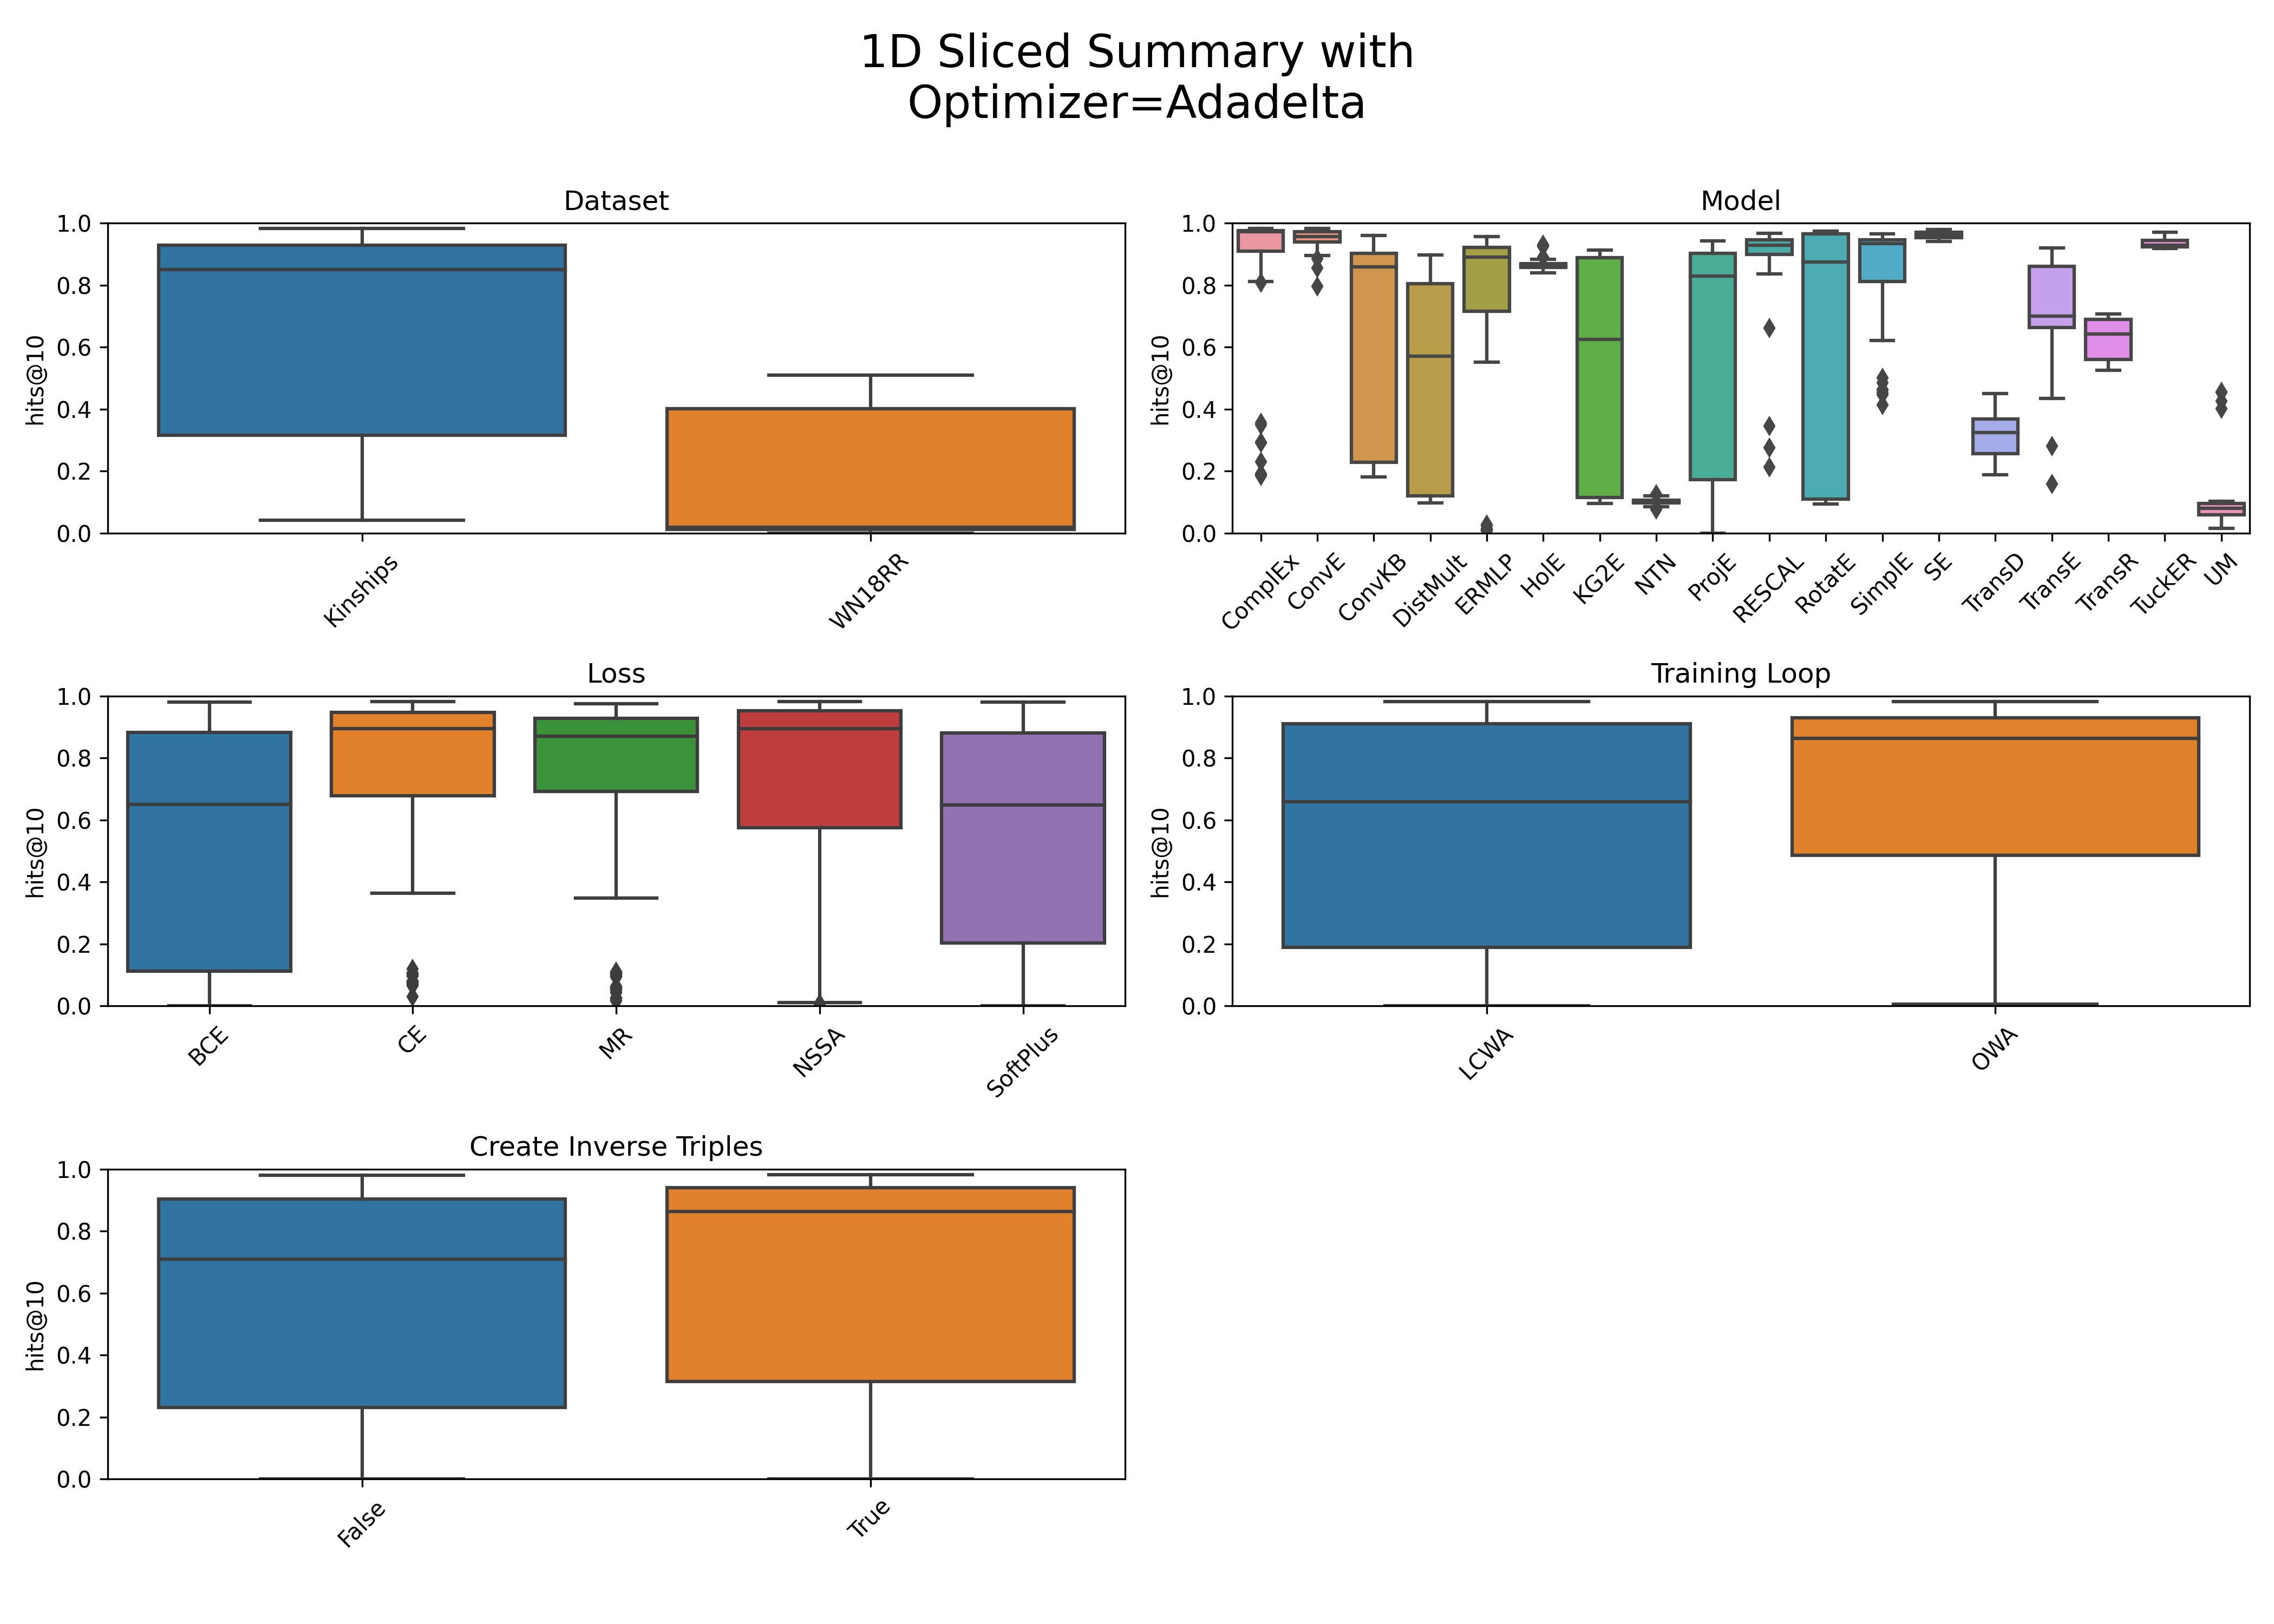 1D Sliced Summary with
Optimizer=Adadelta
Dataset
1.0
0.8
0.6
0.4
0.2
0.0
hits@10
Kinships
WN18RR
Model
1.0
0.8
0.6
0.4
0.2
0.0
hits@10
ComplEx
ConvE
ConvKB
DistMult
ERMLP
HolE
KG2E
NTN
ProjE
RESCAL
RotatE
SimplE
SE
TransD
TransE
TransR
TuckER
UM
Loss
1.0
0.8
0.6
0.4
0.2
0.0
hits@10
BCE
CE
MR
NSSA
SoftPlus
Training Loop
1.0
0.8
0.6
0.4
0.2
0.0
hits@10
LCWA
OWA
Create Inverse Triples
1.0
0.8
0.6
0.4
0.2
0.0
hits@10
False
True